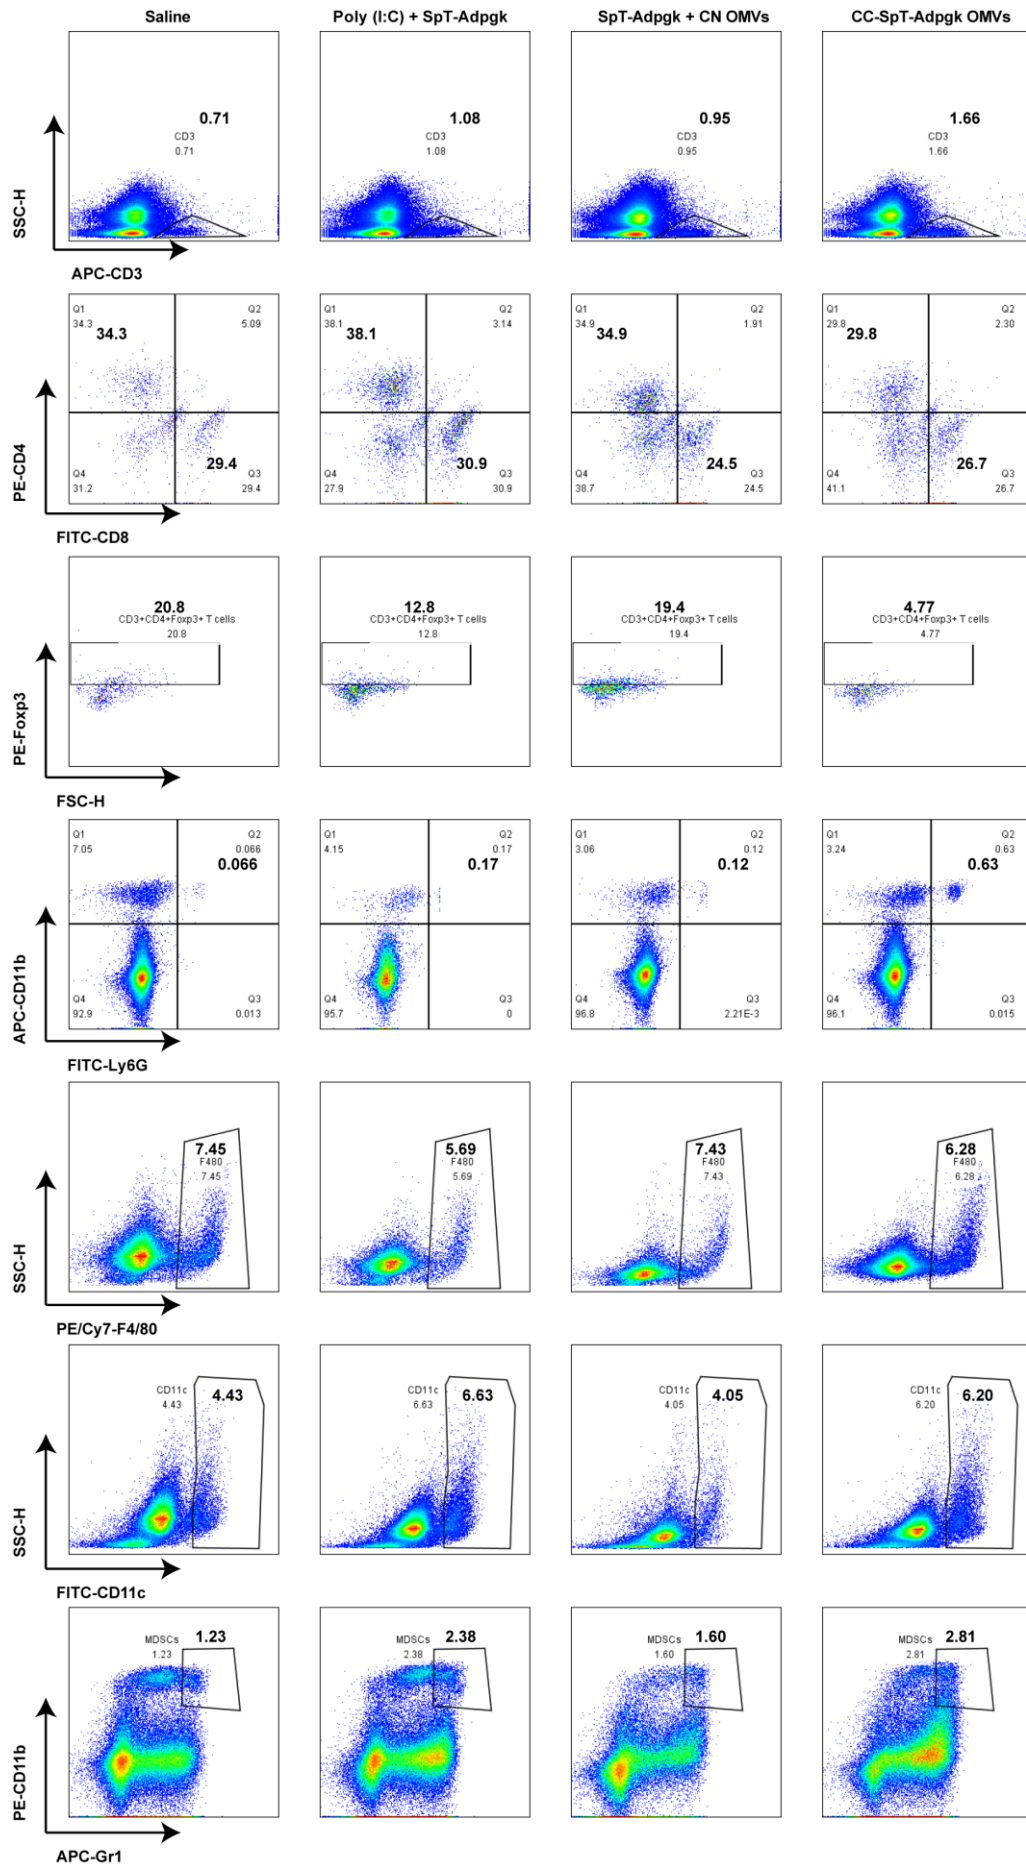 Saline Poly (I:C) + SpT-Adpgk SpT-Adpgk + CN OMVs CC-SpT-Adpgk OMVs
0.71 1.08 0.95 1.66
CD3 CD3 CD3 CD3
0.71 1.08 0.95 1.66
SSC-H
APC-CD3
Q1 Q2 Q1 Q2 Q1 Q2 Q1 Q2
34.3 5.09 38.1 3.14 34.9 1.91 29.8 2.30
34.3 38.1 34.9 29.8
PE-CD4
29.4 30.9 24.5 26.7
Q4 Q3 Q4 Q3 Q4 Q3 Q4 Q3
31.2 29.4 27.9 30.9 38.7 24.5 41.1 26.7
FITC-CD8
20.8 12.8 19.4 4.77
CD3+CD4+Foxp3+ T cells CD3+CD4+Foxp3+ T cells CD3+CD4+Foxp3+ T cells CD3+CD4+Foxp3+ T cells
20.8 12.8 19.4 4.77
PE-Foxp3
FSC-H
Q1 Q2 Q1 Q2 Q1 Q2 Q1 Q2
7.05 0.066 4.15 0.17 3.06 0.12 3.24 0.63
0.066 0.17 0.12 0.63
APC-CD11b
Q4 Q3 Q4 Q3 Q4 Q3 Q4 Q3
92.9 0.013 95.7 0 96.8 2.21E-3 96.1 0.015
FITC-Ly6G
7.45 5.69 7.43 6.28
F480 F480 F480 F480
7.45 5.69 7.43 6.28
SSC-H
PE/Cy7-F4/80
CD11c 4.43 CD11c 6.63 CD11c 4.05 CD11c 6.20
4.43 6.63 4.05 6.20
SSC-H
FITC-CD11c
MDSCs 1.23 MDSCs 2.38 MDSCs 1.60 MDSCs 2.81
1.23 2.38 1.60 2.81
PE-CD11b
APC-Gr1